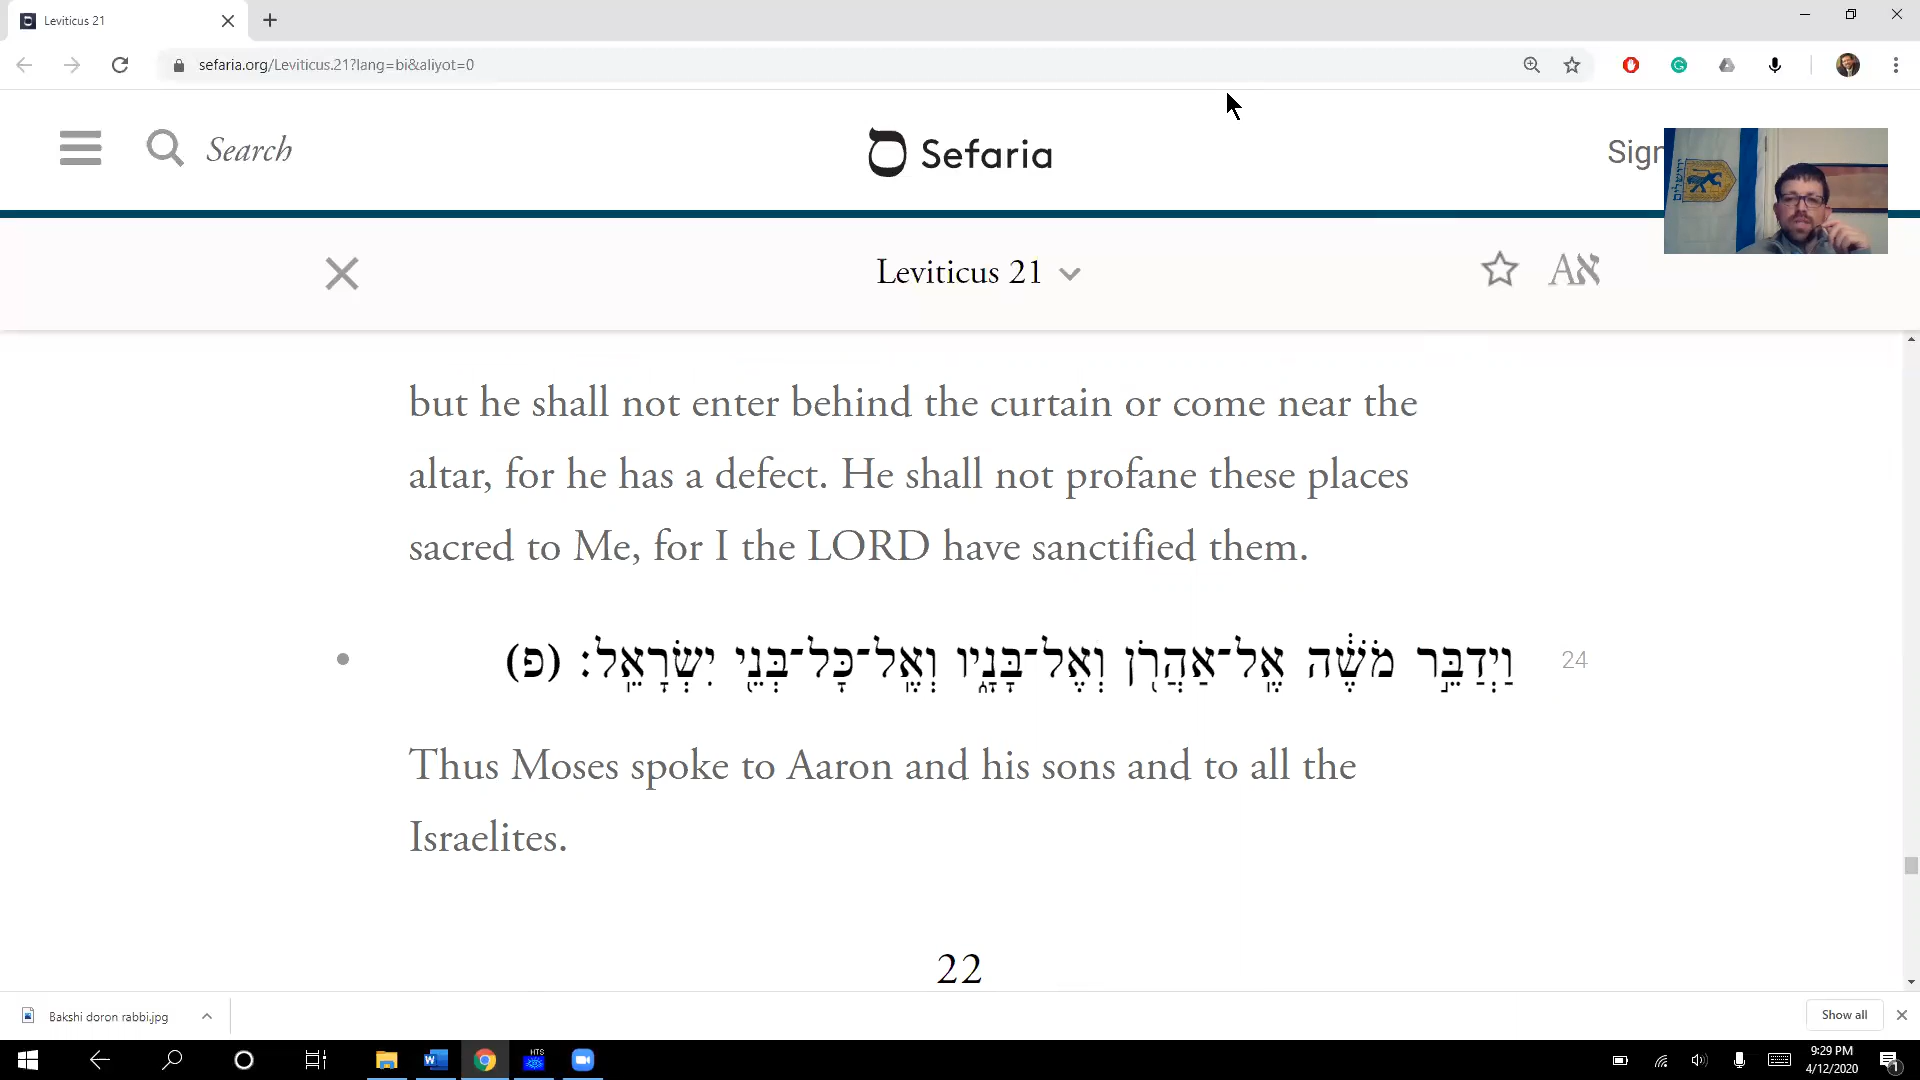 Leviticus 21
sefaria.org/Leviticus.21?lang=bi&aliyot=0
Search
Sefaria
Sign
Leviticus 21
but he shall not enter behind the curtain or come near the
altar, for he has a defect. He shall not profane these places
sacred to Me, for I the LORD have sanctified them.
וַיְדַבֵּ֣ר מֹשֶׁ֔ה אֶֽל־אַהֲרֹ֖ן וְאֶל־בָּנָ֑יו וְאֶֽל־כׇּל־בְּנֵ֖י יִשְׂרָאֵֽל׃ (פ) 24
Thus Moses spoke to Aaron and his sons and to all the
Israelites.
22
Bakshi doron rabbi.jpg
Show all
HTS
9:29 PM
4/12/2020
1